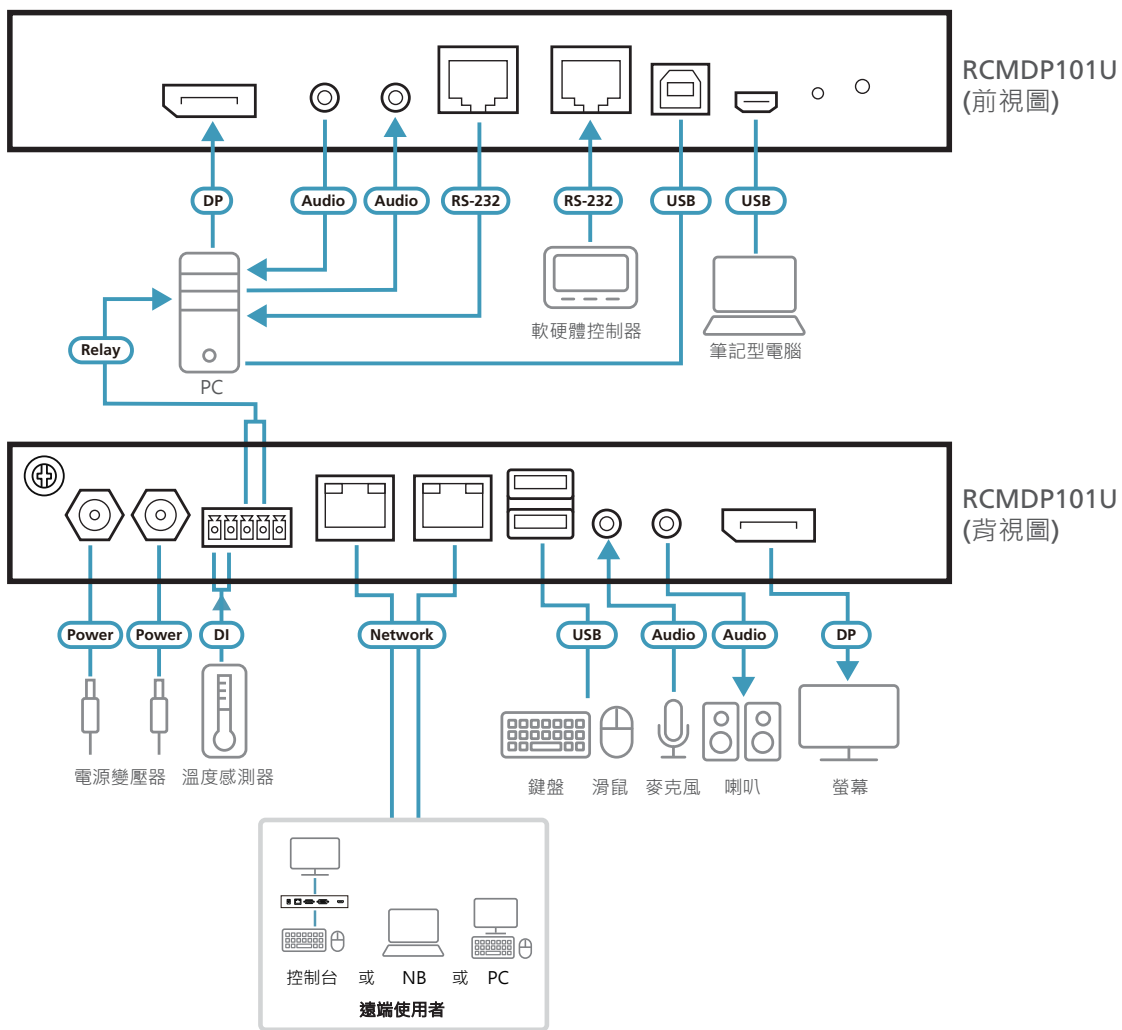 RCMDP101U
(前視圖)
DP
Audio
Audio
RS-232
RS-232
USB
USB
軟硬體控制器
筆記型電腦
Relay
PC
RCMDP101U
(背視圖)
Power
Power
DI
Network
USB
Audio
Audio
DP
電源變壓器
溫度感測器
鍵盤
滑鼠
麥克風
喇叭
螢幕
控制台 或 NB 或 PC
遠端使用者